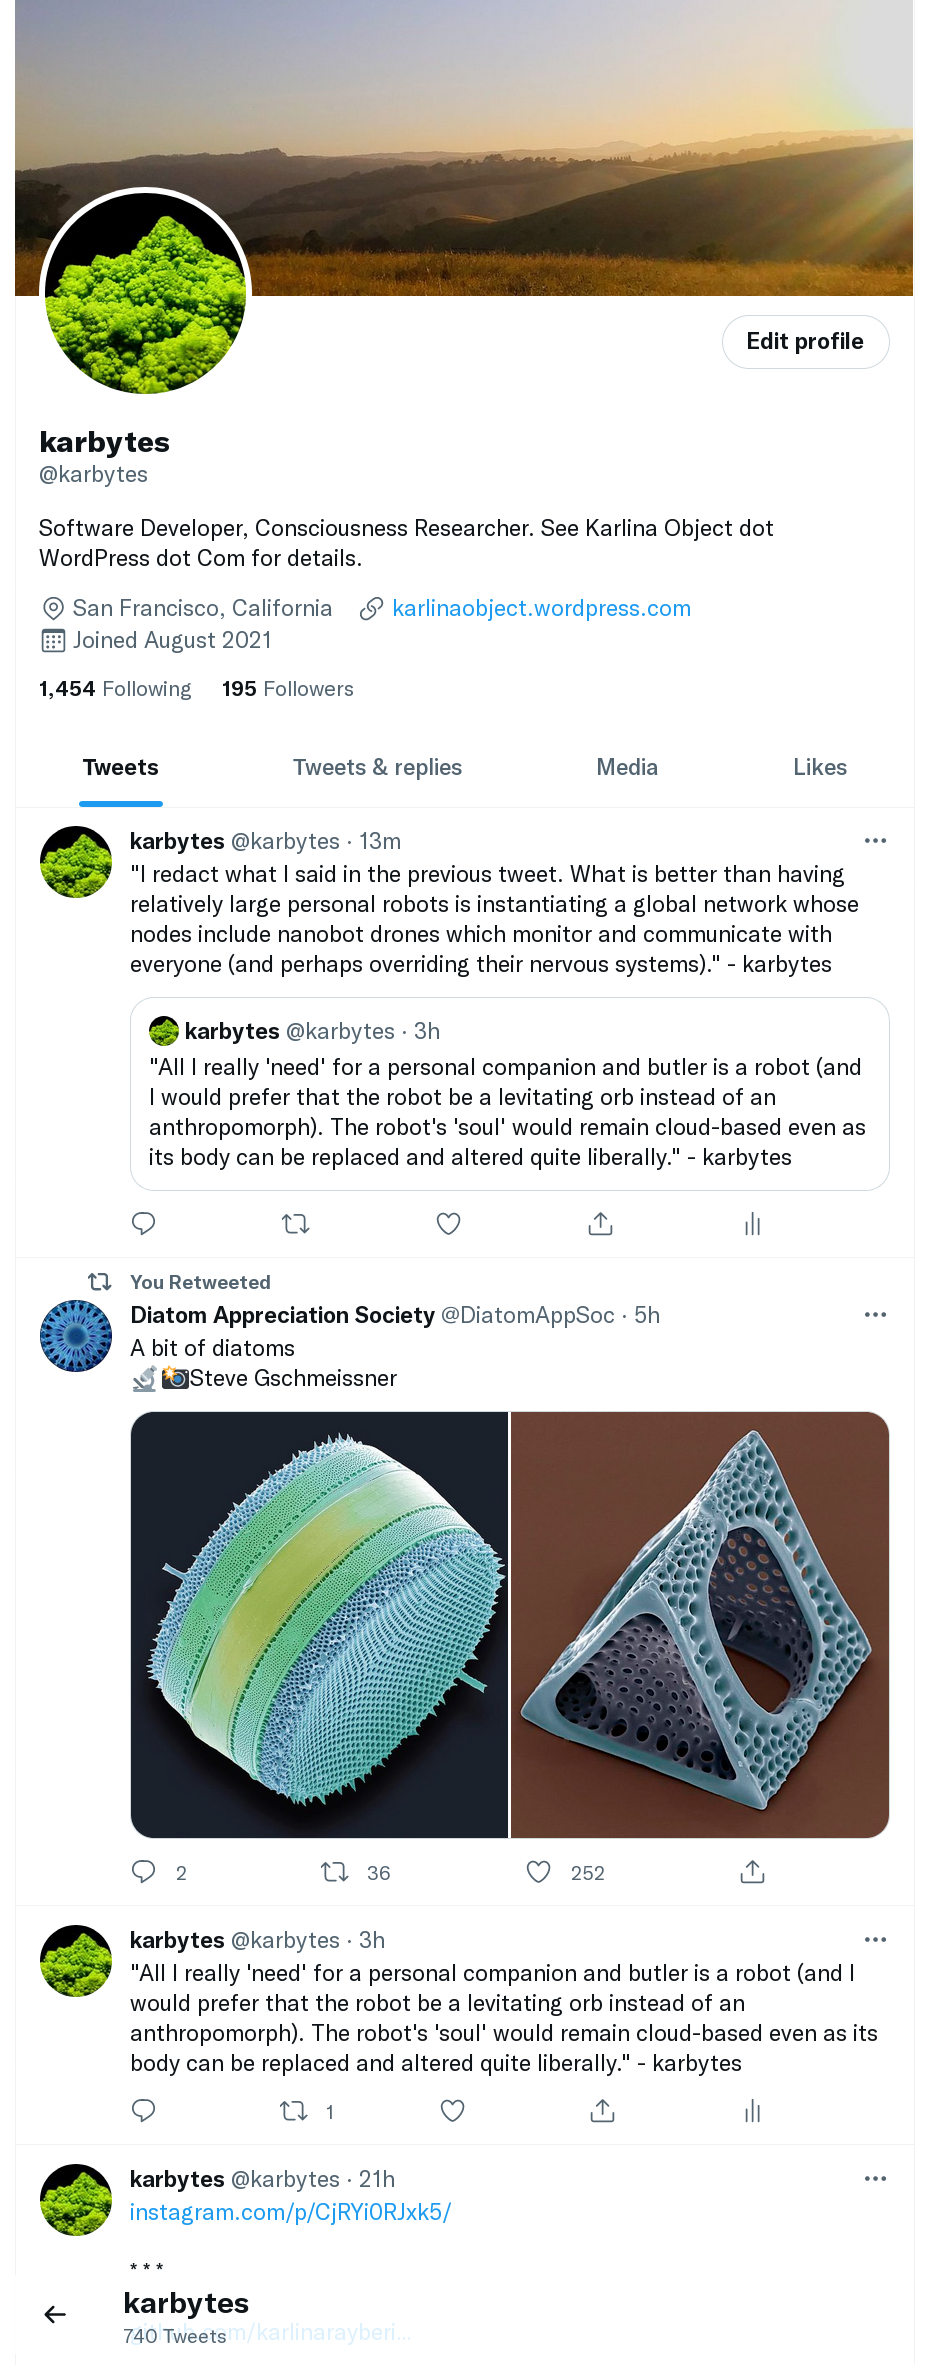 Edit profile
karbytes
@karbytes
Software Developer, Consciousness Researcher. See Karlina Object dot
WordPress dot Com for details.
San Francisco, California karlinaobject.wordpress.com
Joined August 2021
1,454 Following 195 Followers
Tweets Tweets & replies Media Likes
karbytes @karbytes · 13m
"I redact what I said in the previous tweet. What is better than having
relatively large personal robots is instantiating a global network whose
nodes include nanobot drones which monitor and communicate with
everyone (and perhaps overriding their nervous systems)." - karbytes
karbytes @karbytes · 3h
"All I really 'need' for a personal companion and butler is a robot (and
I would prefer that the robot be a levitating orb instead of an
anthropomorph). The robot's 'soul' would remain cloud-based even as
its body can be replaced and altered quite liberally." - karbytes
You Retweeted
Diatom Appreciation Society @DiatomAppSoc · 5h
A bit of diatoms
🔬📸Steve Gschmeissner
2 36 252
karbytes @karbytes · 3h
"All I really 'need' for a personal companion and butler is a robot (and I
would prefer that the robot be a levitating orb instead of an
anthropomorph). The robot's 'soul' would remain cloud-based even as its
body can be replaced and altered quite liberally." - karbytes
1
karbytes @karbytes · 21h
instagram.com/p/CjRYi0RJxk5/
* * *
karbytes
github.com/karlinarayberi...
740 Tweets